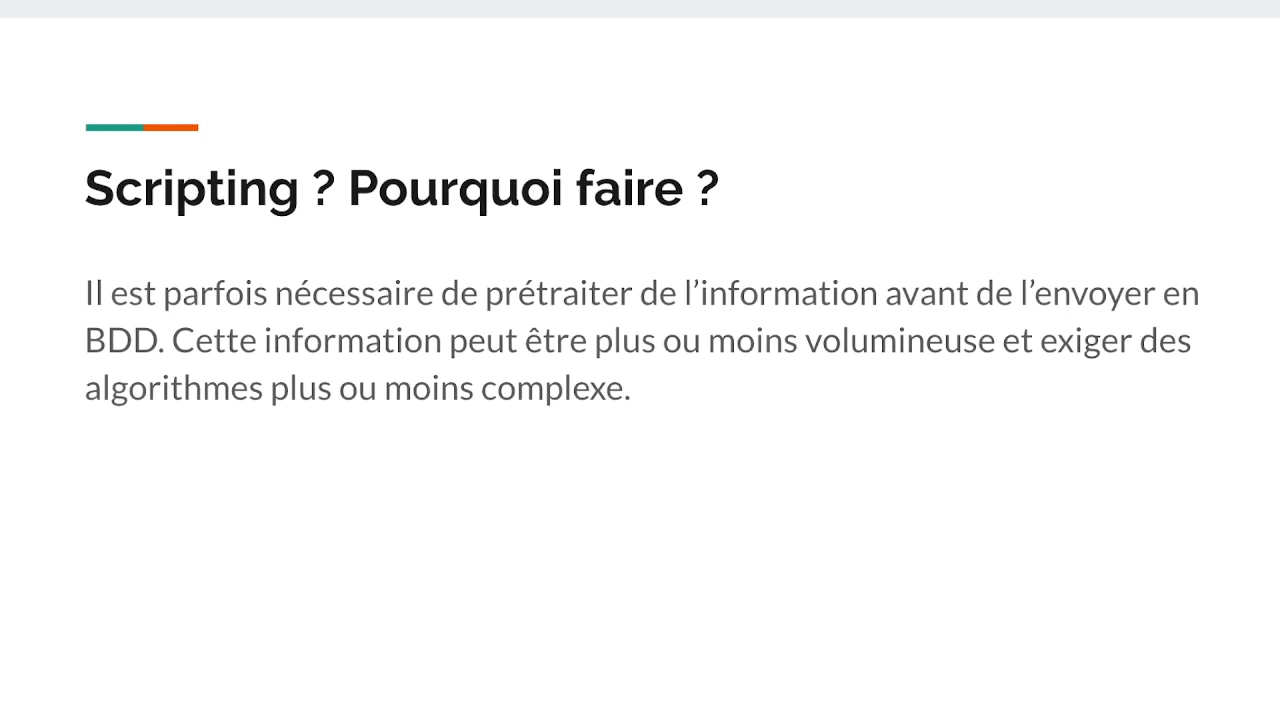 Scripting ? Pourquoi faire ?
Il est parfois nécessaire de prétraiter de l’information avant de l’envoyer en
BDD. Cette information peut être plus ou moins volumineuse et exiger des
algorithmes plus ou moins complexe.